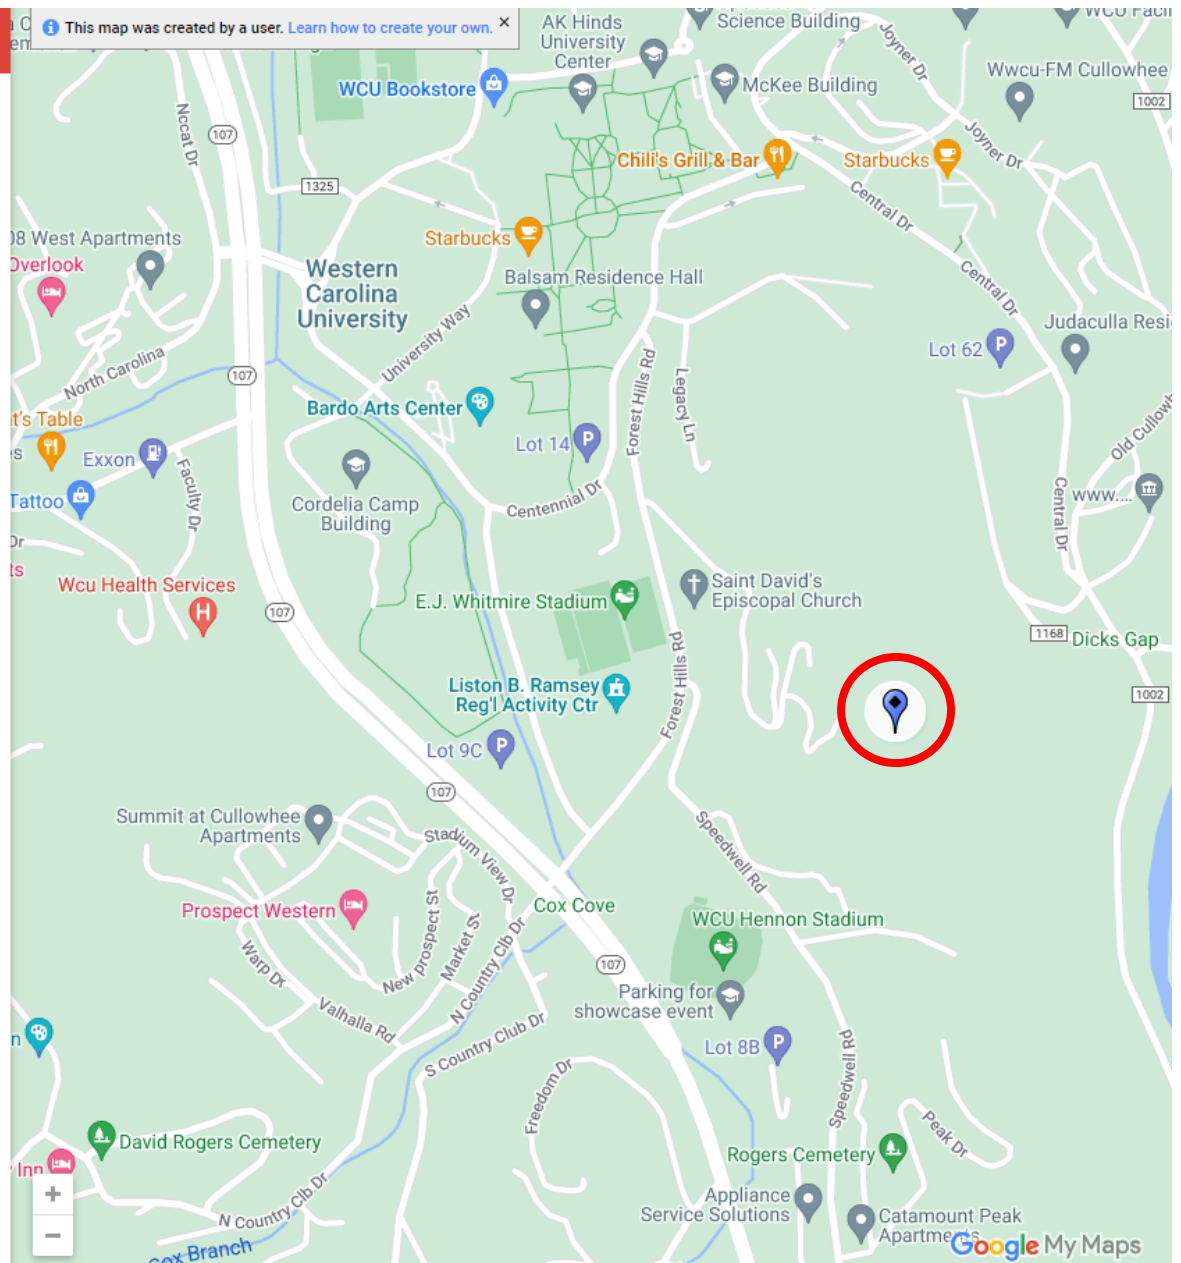 This map was created by a user. Learn how to create your own.
AK Hinds
University
Center
Science Building
WCU Facil
Joyner Dr
Wwcu-FM Cullowhee
WCU Bookstore
McKee Building
1002
Nccat Dr
107
Joyner Dr
Chili's Grill & Bar
Starbucks
1325
Central Dr
08 West Apartments
Starbucks
Overlook
Western
Carolina
University
Balsam Residence Hall
Central Dr
University Way
Judaculla Resi
Lot 62
North Carolina
107
Forest Hills Rd
Legacy Ln
Bardo Arts Center
t's Table
Lot 14
Old Cullowh
Exxon
Faculty Dr
Tattoo
Cordelia Camp
Building
Centennial Dr
Central Dr
www....
Dr
ts
Wcu Health Services
Saint David's
Episcopal Church
E.J. Whitmire Stadium
107
1168
Dicks Gap
Forest Hills Rd
Liston B. Ramsey
Reg'l Activity Ctr
1002
Lot 9C
107
Summit at Cullowhee
Apartments
Stadium View Dr
Speedwell Rd
Prospect Western
Cox Cove
WCU Hennon Stadium
New prospect St
Market St
N Country Clb Dr
Warp Dr
107
Valhalla Rd
Parking for
showcase event
n
S Country Club Dr
Lot 8B
Speedwell Rd
Freedom Dr
David Rogers Cemetery
Peak Dr
Rogers Cemetery
Inn
N Country Clb Dr
Appliance
Service Solutions
Catamount Peak
Apartments
Cox Branch
Google My Maps